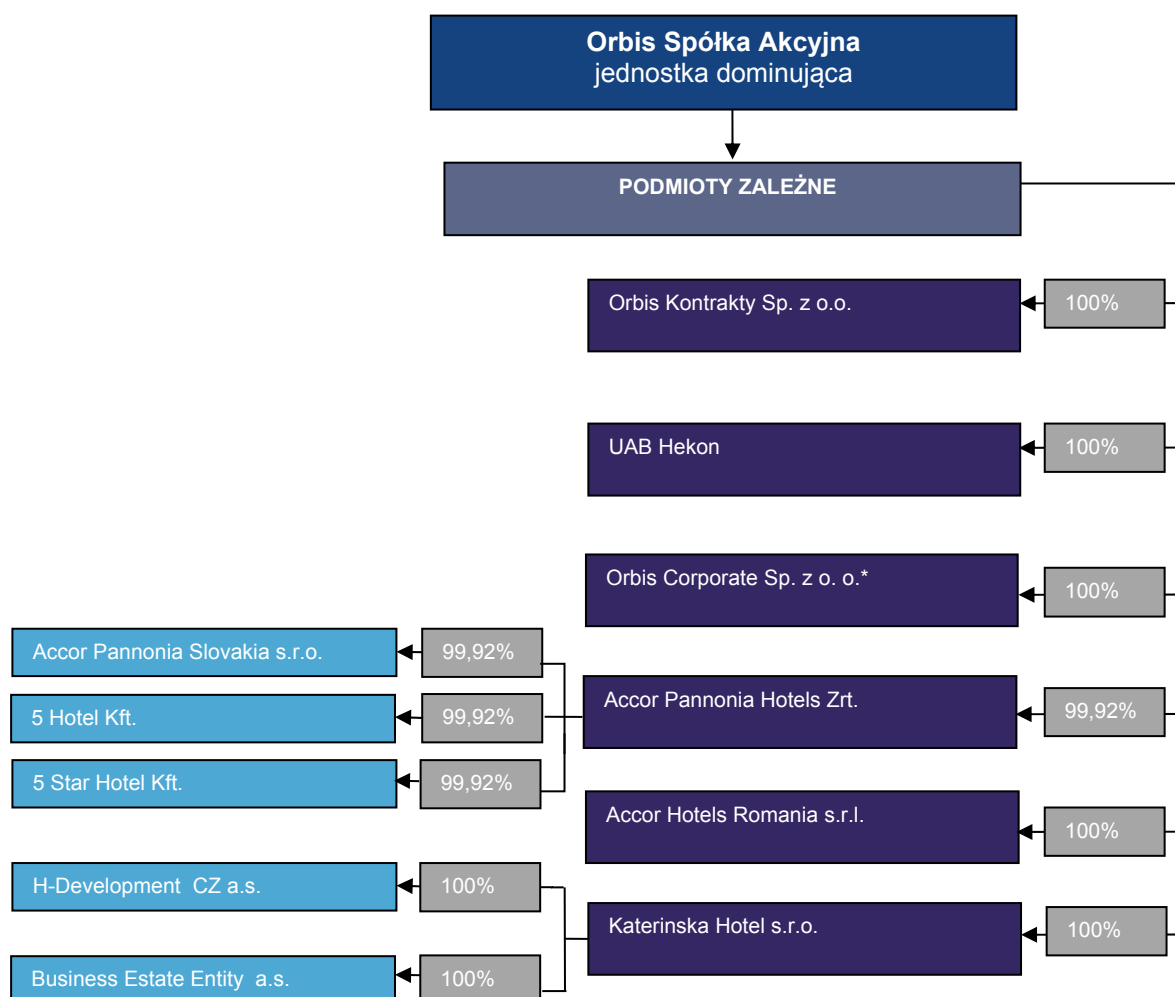 Orbis Spółka Akcyjna
jednostka dominująca
PODMIOTY ZALEŻNE
Orbis Kontrakty Sp. z o.o.
100%
UAB Hekon
100%
Orbis Corporate Sp. z o. o.*
100%
Accor Pannonia Slovakia s.r.o.
99,92%
5 Hotel Kft.
99,92%
5 Star Hotel Kft.
99,92%
Accor Pannonia Hotels Zrt.
99,92%
Accor Hotels Romania s.r.l.
100%
H-Development CZ a.s.
100%
Business Estate Entity a.s.
100%
Katerinska Hotel s.r.o.
100%